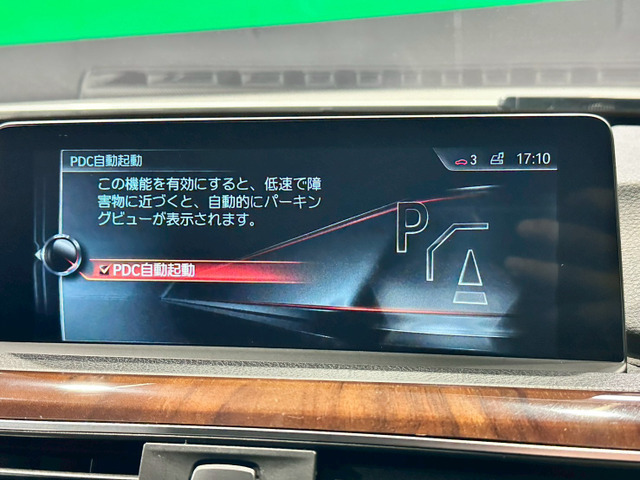 PDC自動起動
3 17:10
この機能を有効にすると、低速で障
害物に近づくと、自動的にパーキン
グビューが表示されます。
P
PDC自動起動